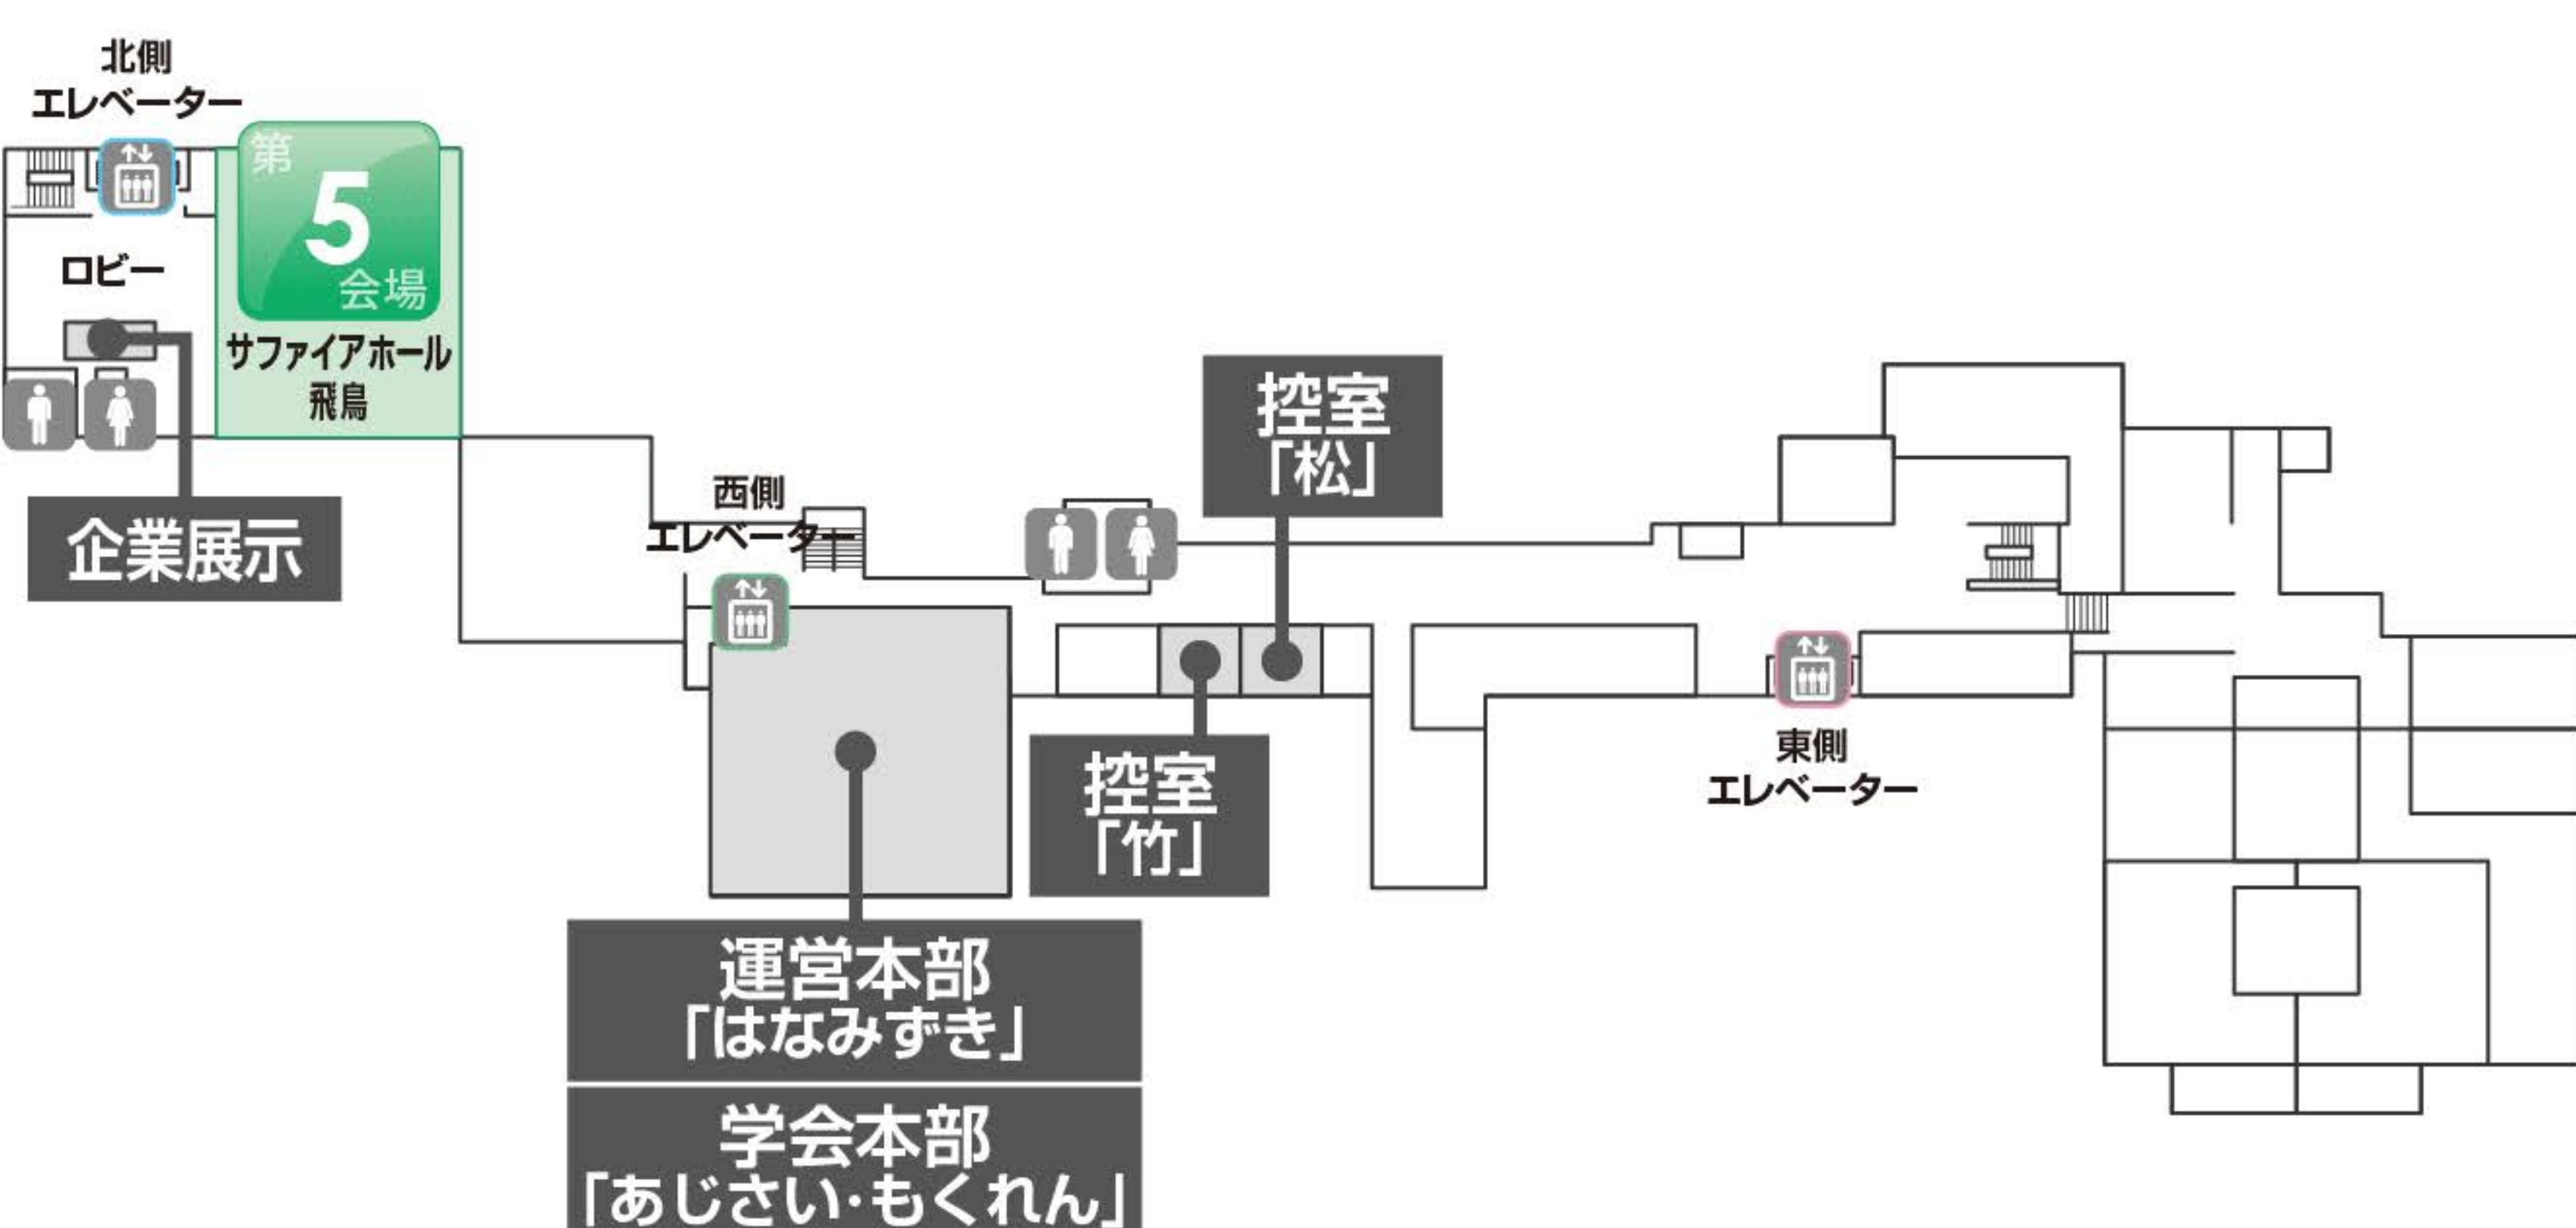 北側
エレベーター
第
5
会場
ロビー
サファイアホール
飛鳥
企業展示
西側
エレベーター
控室
「松」
控室
「竹」
東側
エレベーター
運営本部
「はなみずき」
学会本部
「あじさい・もくれん」